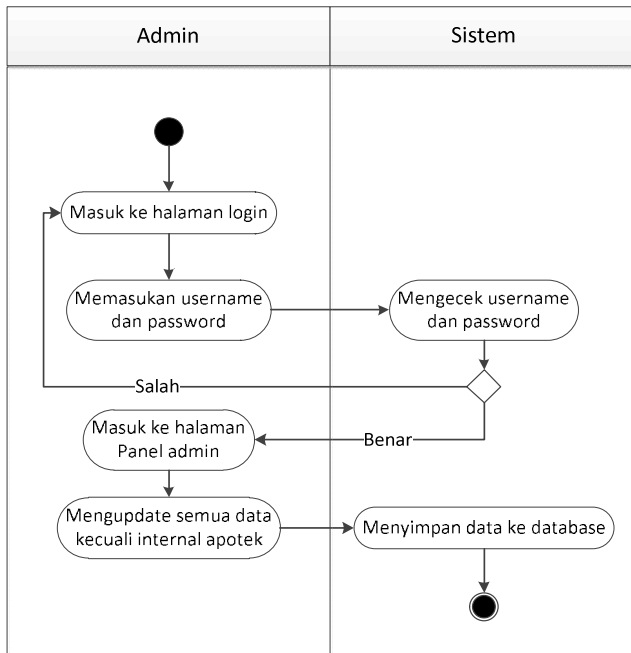 Admin
Sistem
Masuk ke halaman login
Memasukan username
dan password
Mengecek username
dan password
Salah
Benar
Masuk ke halaman
Panel admin
Mengupdate semua data
kecuali internal apotek
Menyimpan data ke database